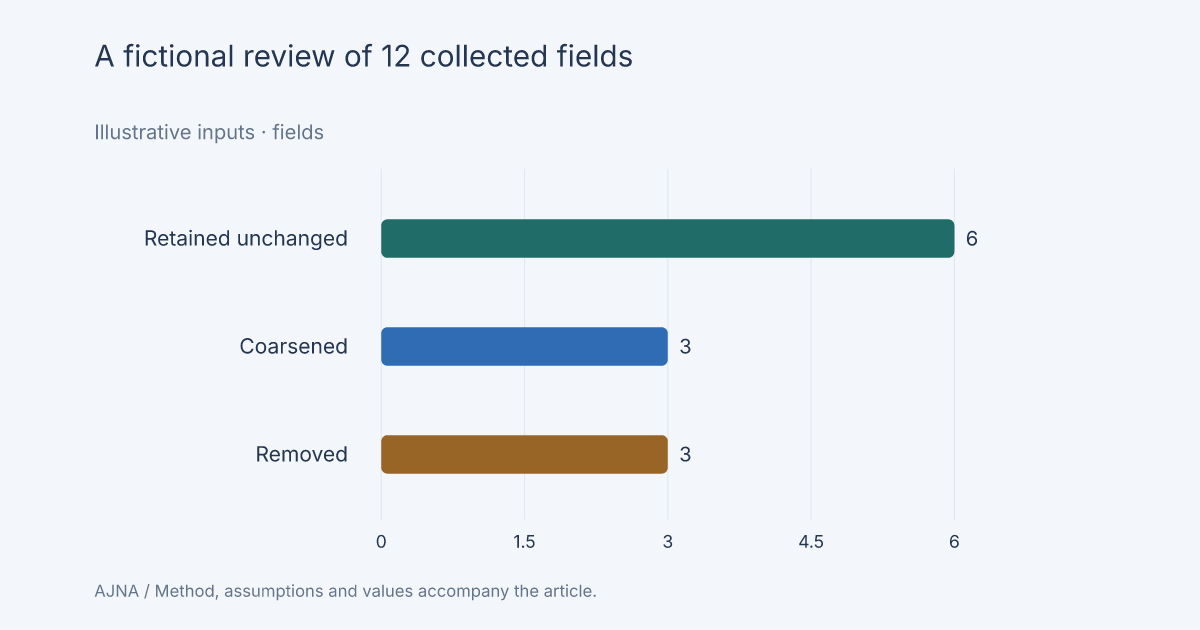 A fictional review of 12 collected fields
Illustrative inputs · fields
Retained unchanged
6
Coarsened
3
Removed
3
0 1.5 3 4.5 6
AJNA / Method, assumptions and values accompany the article.